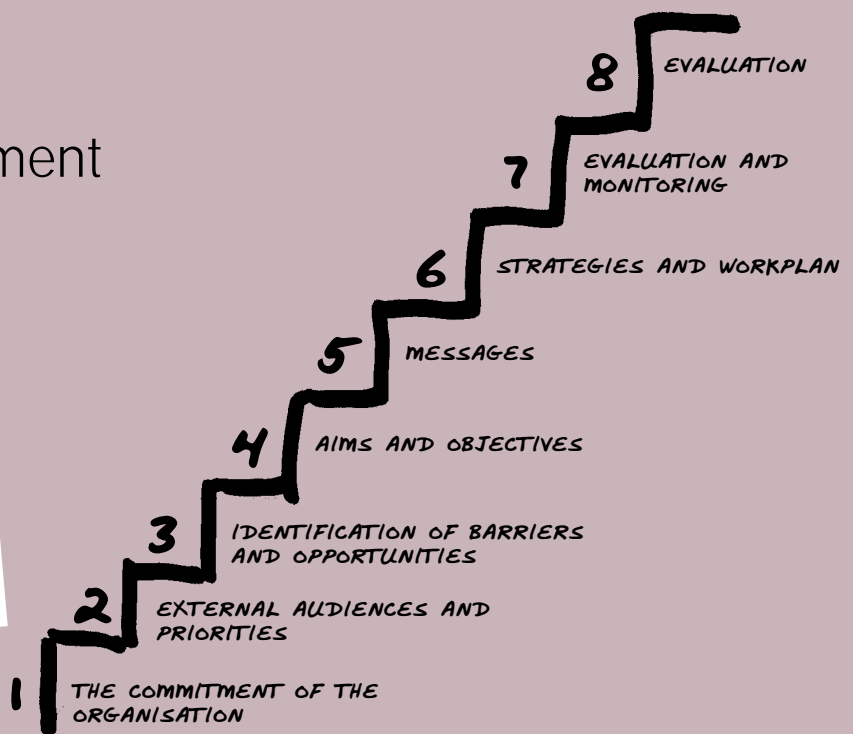 8
EVALUATION
7
EVALUATION AND
MONITORING
6
STRATEGIES AND WORKPLAN
5
MESSAGES
4
AIMS AND OBJECTIVES
3
IDENTIFICATION OF BARRIERS
AND OPPORTUNITIES
2
EXTERNAL AUDIENCES AND
PRIORITIES
1
THE COMMITMENT OF THE
ORGANISATION